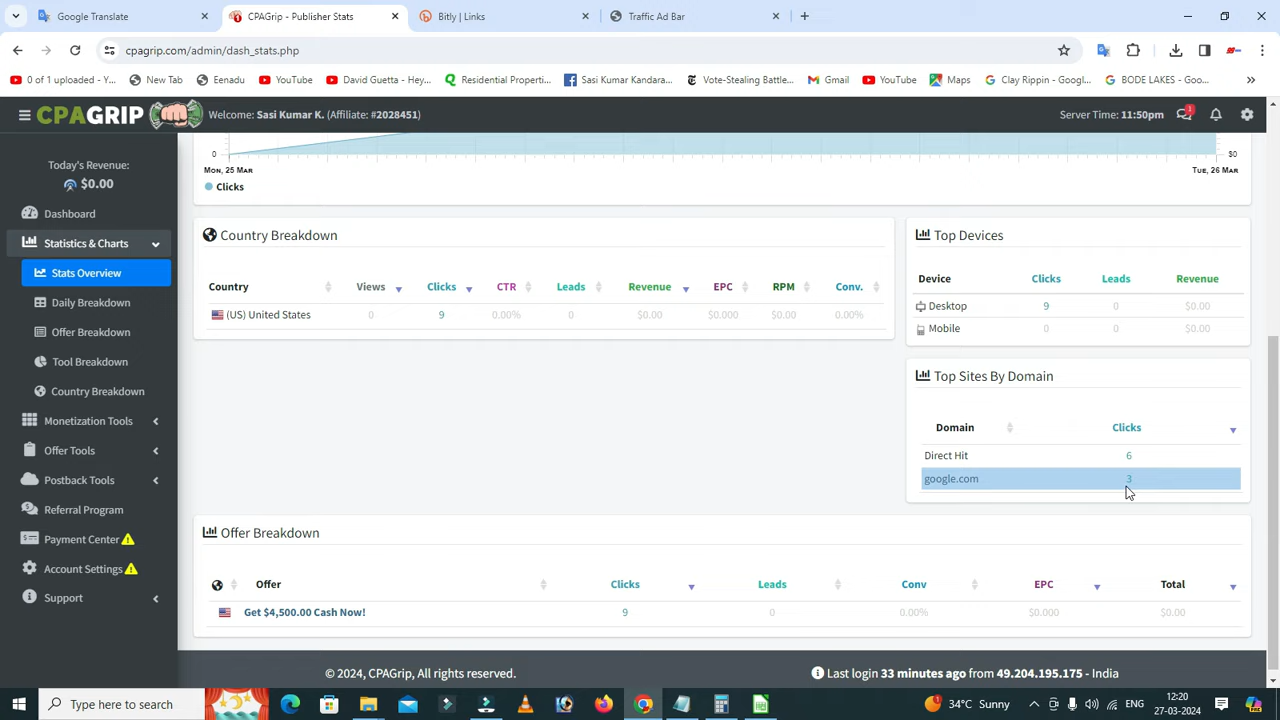 Google Translate
CPAGrip - Publisher Stats
Bitly | Links
Traffic Ad Bar
cpagrip.com/admin/dash_stats.php
0 of 1 uploaded - Y...
New Tab
Eenadu
YouTube
David Guetta - Hey...
Residential Properti...
Sasi Kumar Kandara...
Vote-Stealing Battle...
Gmail
YouTube
Maps
Clay Rippin - Googl...
BODE LAKES - Goo...
CPAGRIP
Welcome: Sasi Kumar K. (Affiliate: #2028451)
Server Time: 11:50pm
1
Today's Revenue:
$0.00
Dashboard
Statistics & Charts
Stats Overview
Daily Breakdown
Offer Breakdown
Tool Breakdown
Country Breakdown
Monetization Tools
Offer Tools
Postback Tools
Referral Program
Payment Center
Account Settings
Support
0
$0
Mon, 25 Mar
Tue, 26 Mar
Clicks
Country Breakdown
Country Views Clicks CTR Leads Revenue EPC RPM Conv.
(US) United States 0 9 0.00% 0 $0.00 $0.000 $0.00 0.00%
Top Devices
Device Clicks Leads Revenue
Desktop 9 0 $0.00
Mobile 0 0 $0.00
Top Sites By Domain
Domain Clicks
Direct Hit 6
google.com 3
Offer Breakdown
Offer Clicks Leads Conv EPC Total
Get $4,500.00 Cash Now! 9 0 0.00% $0.000 $0.00
© 2024, CPAGrip, All rights reserved.
Last login 33 minutes ago from 49.204.195.175 - India
Type here to search
34°C Sunny
ENG
12:20
27-03-2024